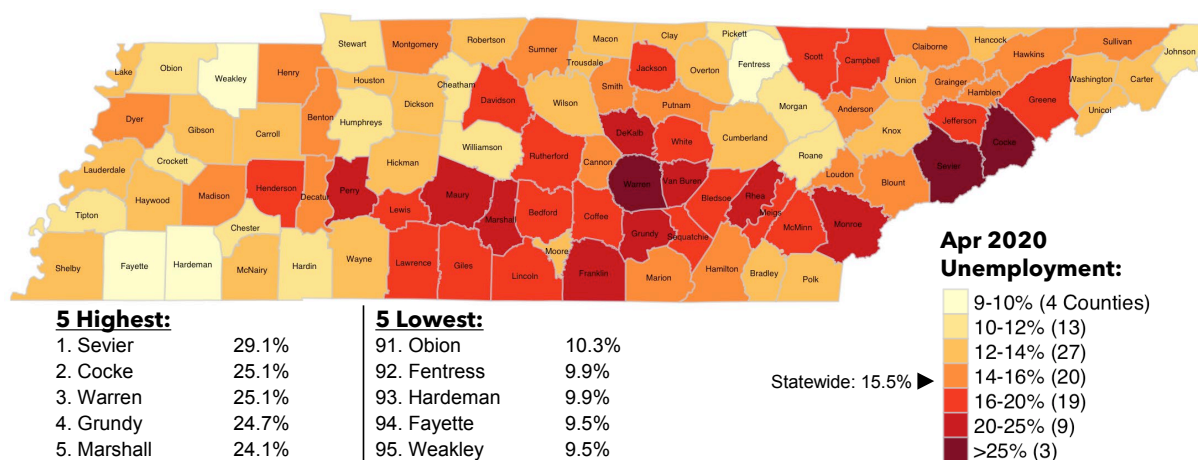 Pickett
Clay
Macon
Robertson
Sumner
Montgomery
Stewart
Hancock
Claiborne
Hawkins
Sullivan
Johnson
Lake
Obion
Weakley
Henry
Houston
Cheatham
Trousdale
Jackson
Overton
Fentress
Scott
Campbell
Union
Grainger
Hamblen
Washington
Carter
Unicoi
Greene
Dyer
Gibson
Carroll
Benton
Humphreys
Dickson
Davidson
Wilson
Smith
Putnam
Morgan
Anderson
Knox
Jefferson
Cocke
Sevier
Lauderdale
Crockett
Haywood
Madison
Henderson
Decatur
Perry
Hickman
Williamson
Rutherford
Cannon
DeKalb
White
Cumberland
Roane
Loudon
Blount
Tipton
Chester
Lewis
Maury
Marshall
Bedford
Coffee
Warren
Van Buren
Bledsoe
Rhea
Meigs
McMinn
Monroe
Shelby
Fayette
Hardeman
McNairy
Hardin
Wayne
Lawrence
Giles
Lincoln
Moore
Franklin
Grundy
Sequatchie
Marion
Hamilton
Bradley
Polk
5 Highest:
1. Sevier 29.1%
2. Cocke 25.1%
3. Warren 25.1%
4. Grundy 24.7%
5. Marshall 24.1%
5 Lowest:
91. Obion 10.3%
92. Fentress 9.9%
93. Hardeman 9.9%
94. Fayette 9.5%
95. Weakley 9.5%
Statewide: 15.5%
Apr 2020
Unemployment:
9-10% (4 Counties)
10-12% (13)
12-14% (27)
14-16% (20)
16-20% (19)
20-25% (9)
>25% (3)